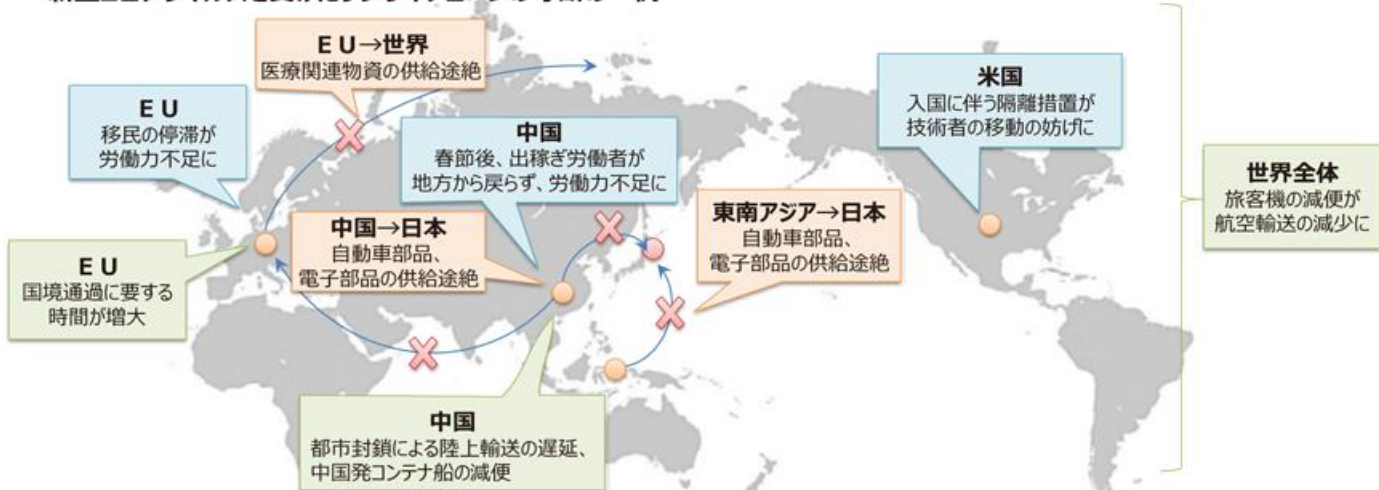 EU→世界
医療関連物資の供給途絶
EU
移民の停滞が
労働力不足に
中国
春節後、出稼ぎ労働者が
地方から戻らず、労働力不足に
米国
入国に伴う隔離措置が
技術者の移動の妨げに
世界全体
旅客機の減便が
航空輸送の減少に
中国→日本
自動車部品、
電子部品の供給途絶
東南アジア→日本
自動車部品、
電子部品の供給途絶
EU
国境通過に要する
時間が増大
中国
都市封鎖による陸上輸送の遅延、
中国発コンテナ船の減便